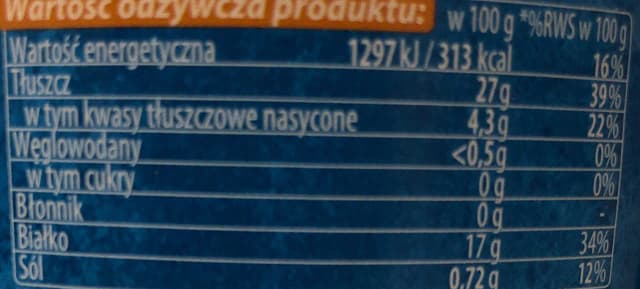 Wartość odżywcza produktu: w 100 g *%RWS w 100 g
Wartość energetyczna 1297 kJ / 313 kcal 16%
Tłuszcz 27 g 39%
w tym kwasy tłuszczowe nasycone 4,3 g 22%
Węglowodany <0,5 g 0%
w tym cukry 0 g 0%
Błonnik 0 g -
Białko 17 g 34%
Sól 0,72 g 12%